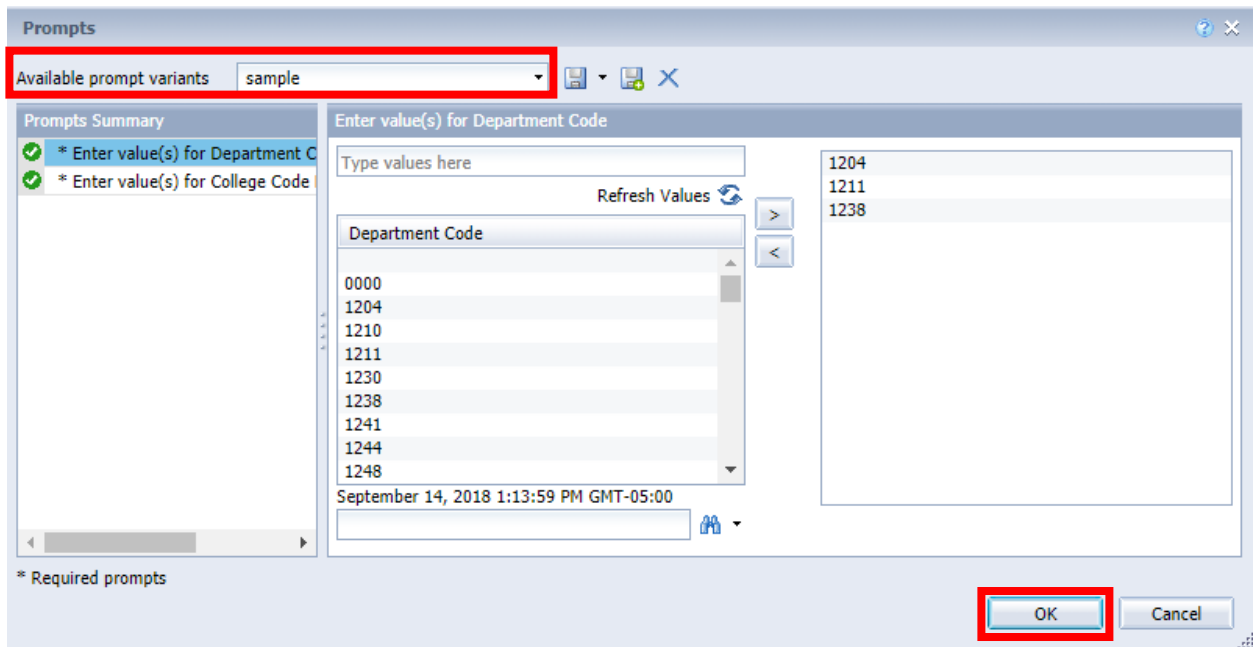 Prompts
Available prompt variants sample
Prompts Summary
* Enter value(s) for Department C
* Enter value(s) for College Code
Enter value(s) for Department Code
Type values here
Refresh Values
Department Code
0000
1204
1210
1211
1230
1238
1241
1244
1248
September 14, 2018 1:13:59 PM GMT-05:00
>
<
1204
1211
1238
* Required prompts
OK Cancel